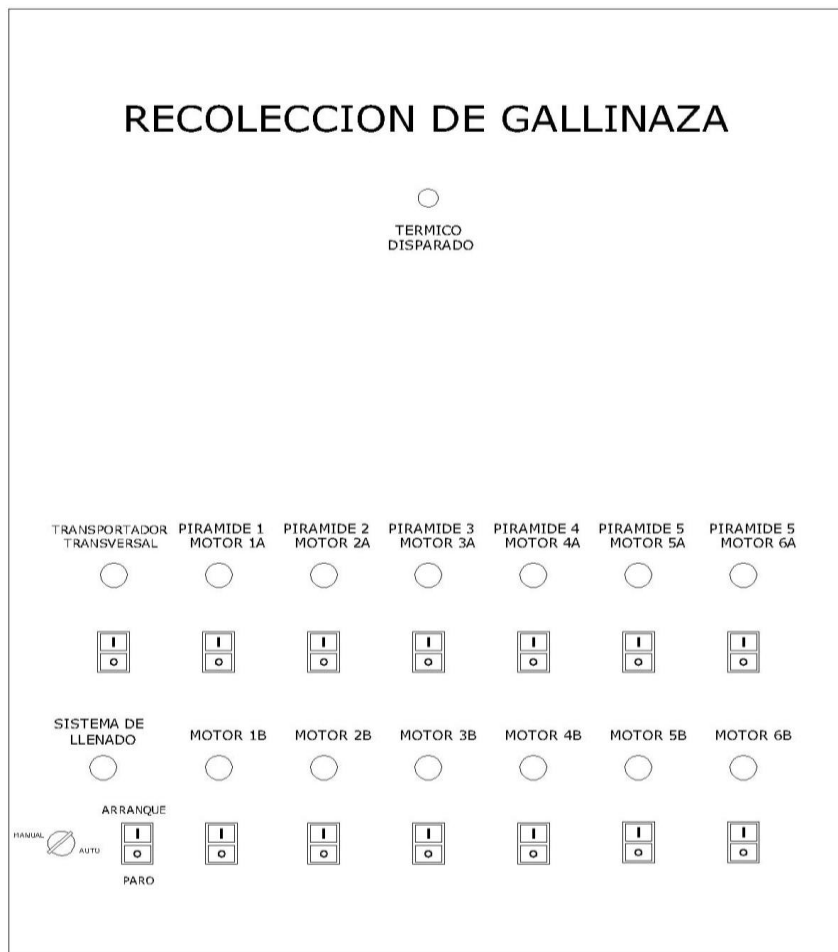 RECOLECCION DE GALLINAZA
TERMICO
DISPARADO
TRANSPORTADOR
TRANSVERSAL
PIRAMIDE 1
MOTOR 1A
PIRAMIDE 2
MOTOR 2A
PIRAMIDE 3
MOTOR 3A
PIRAMIDE 4
MOTOR 4A
PIRAMIDE 5
MOTOR 5A
PIRAMIDE 5
MOTOR 6A
I I I I I I I
O O O O O O O
SISTEMA DE
LLENADO
MOTOR 1B
MOTOR 2B
MOTOR 3B
MOTOR 4B
MOTOR 5B
MOTOR 6B
ARRANQUE
MANUAL
AUTO
I I I I I I I
O O O O O O O
PARO